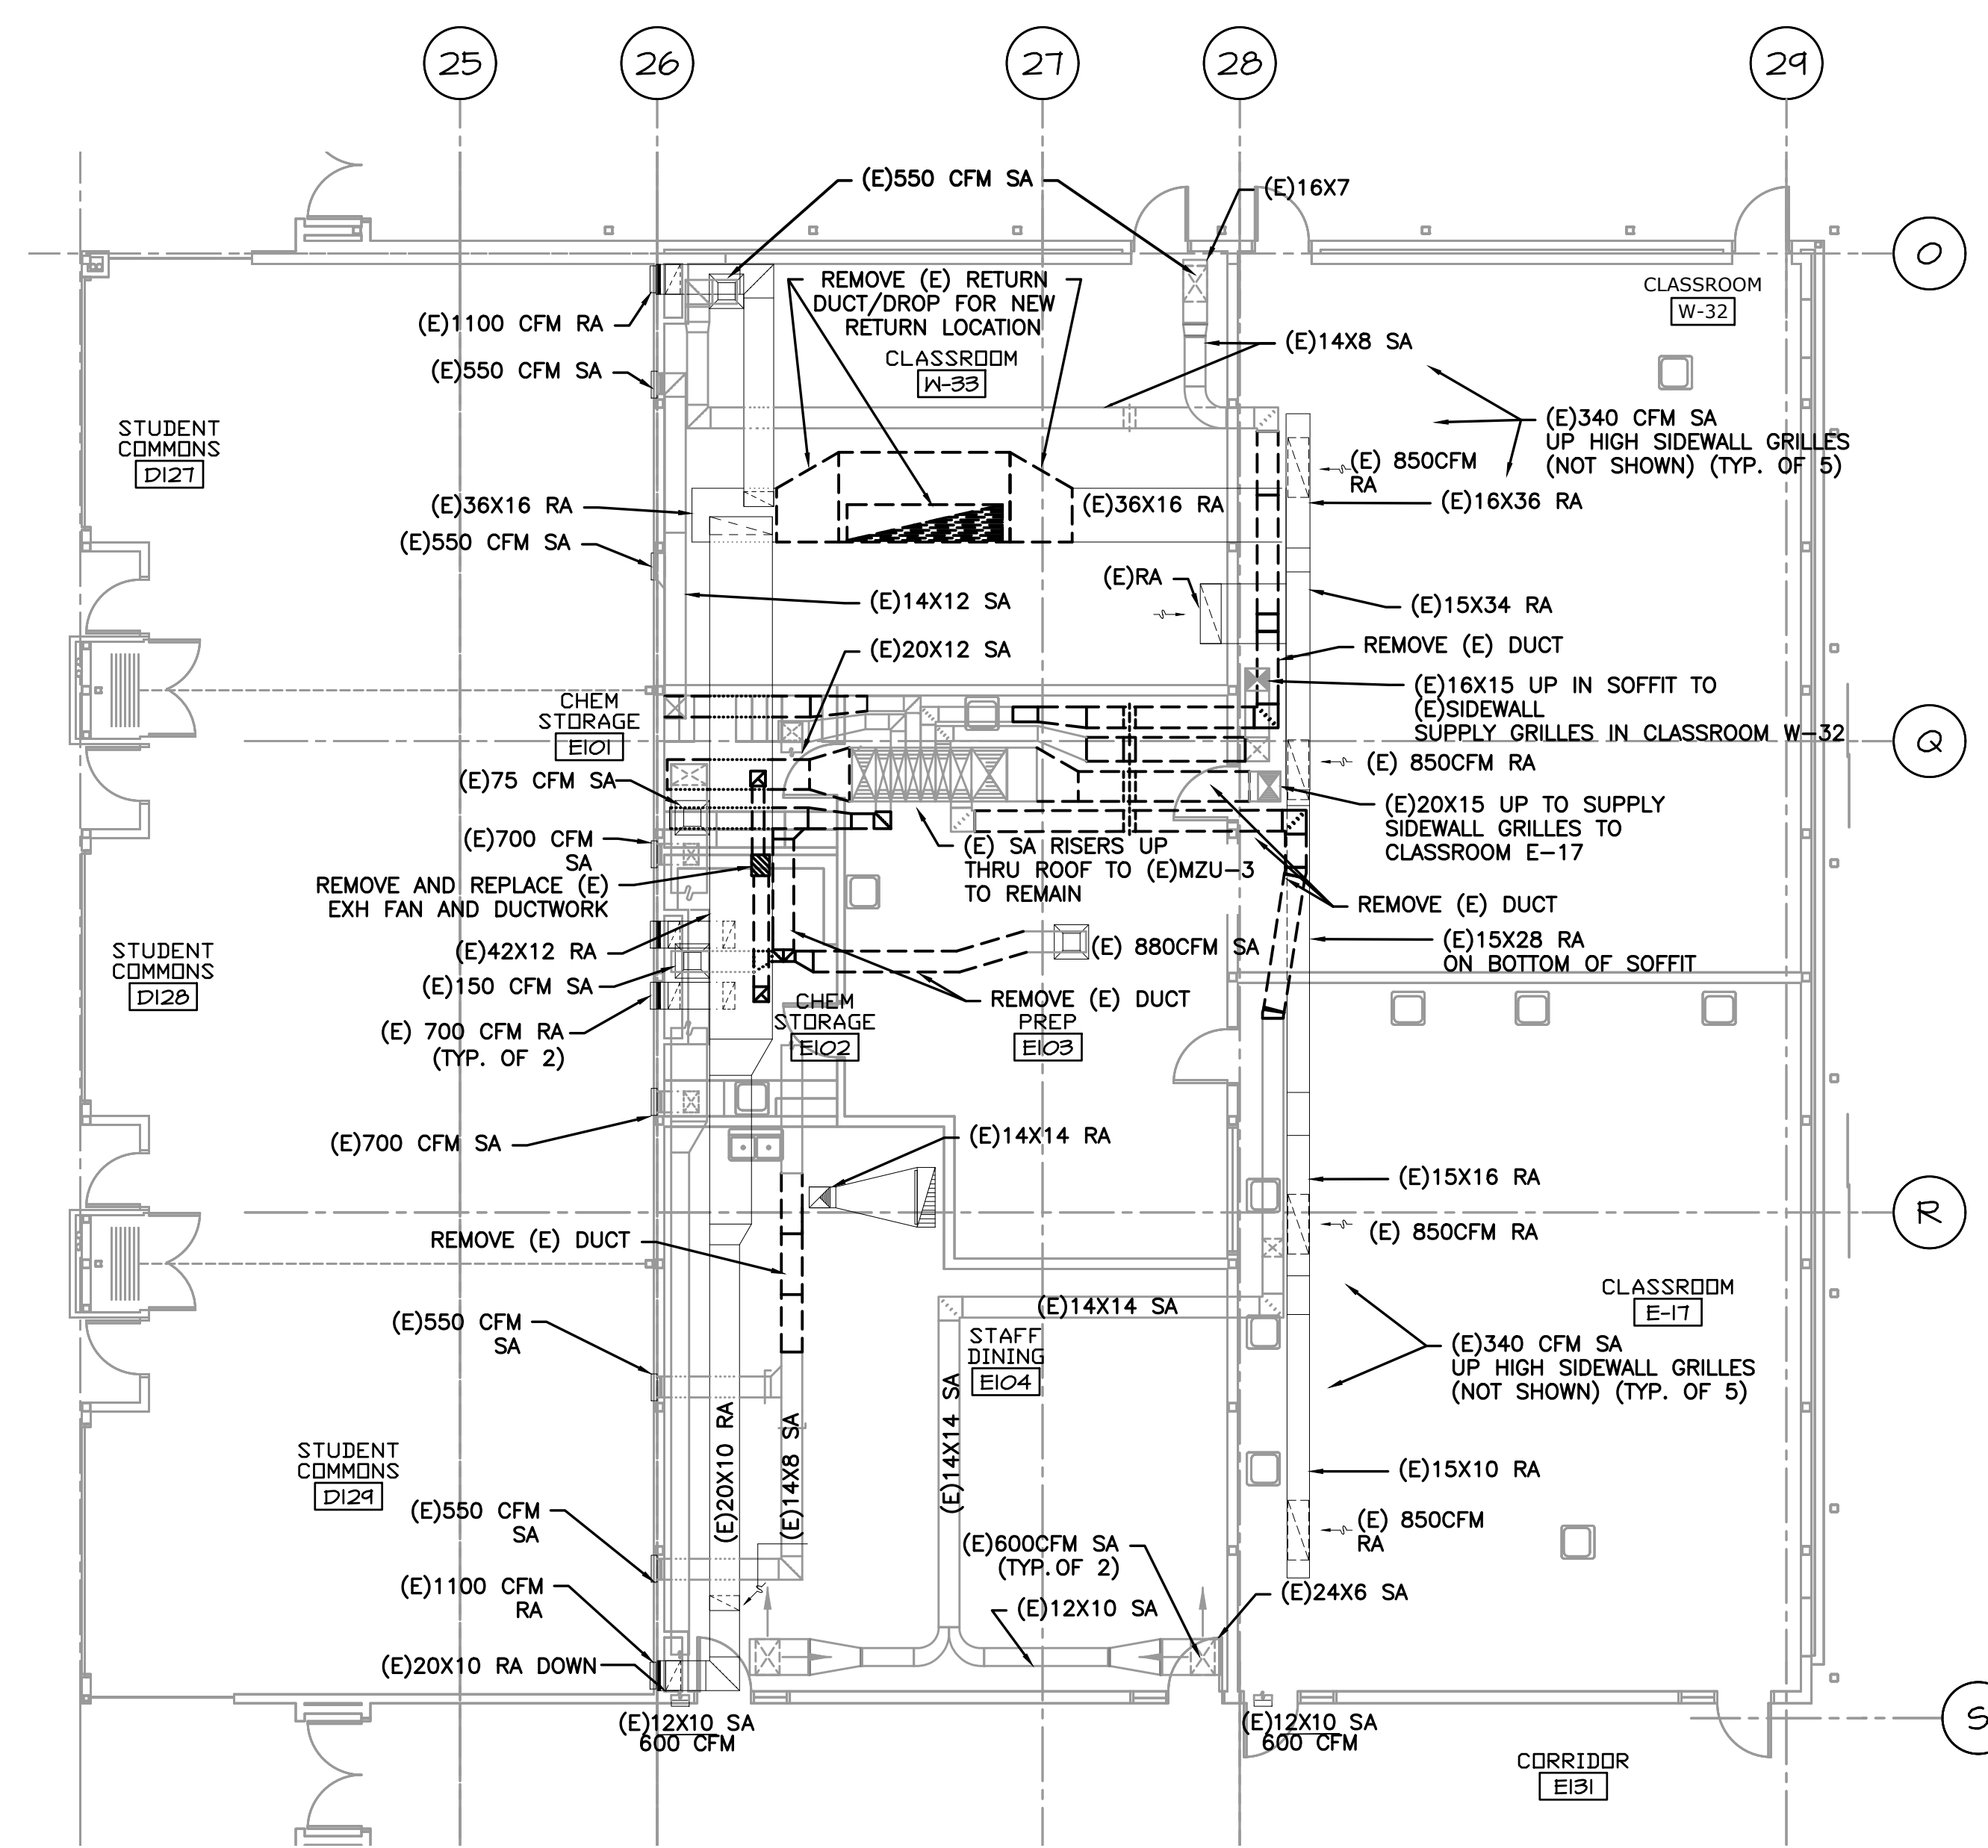 25
26
27
28
29
O
Q
R
S
(E)550 CFM SA
(E)16X7
REMOVE (E) RETURN
DUCT/DROP FOR NEW
RETURN LOCATION
CLASSROOM
W-33
CLASSROOM
W-32
(E)1100 CFM RA
(E)550 CFM SA
(E)14X8 SA
STUDENT
COMMONS
D127
(E)340 CFM SA
UP HIGH SIDEWALL GRILLES
(NOT SHOWN) (TYP. OF 5)
(E) 850CFM
RA
(E)36X16 RA
(E)36X16 RA
(E)16X36 RA
(E)550 CFM SA
(E)RA
(E)14X12 SA
(E)15X34 RA
(E)20X12 SA
REMOVE (E) DUCT
(E)16X15 UP IN SOFFIT TO
(E)SIDEWALL
SUPPLY GRILLES IN CLASSROOM W-32
CHEM
STORAGE
E101
(E)75 CFM SA
(E) 850CFM RA
(E)20X15 UP TO SUPPLY
SIDEWALL GRILLES TO
CLASSROOM E-17
(E)700 CFM
SA
(E) SA RISERS UP
THRU ROOF TO (E)MZU-3
TO REMAIN
REMOVE AND REPLACE (E)
EXH FAN AND DUCTWORK
REMOVE (E) DUCT
STUDENT
COMMONS
D128
(E)42X12 RA
(E) 880CFM SA
(E)15X28 RA
ON BOTTOM OF SOFFIT
(E)150 CFM SA
REMOVE (E) DUCT
CHEM
STORAGE
E102
PREP
E103
(E) 700 CFM RA
(TYP. OF 2)
(E)700 CFM SA
(E)14X14 RA
(E)15X16 RA
REMOVE (E) DUCT
(E) 850CFM RA
CLASSROOM
E-17
(E)14X14 SA
(E)550 CFM
SA
STAFF
DINING
E104
(E)340 CFM SA
UP HIGH SIDEWALL GRILLES
(NOT SHOWN) (TYP. OF 5)
(E)20X10 RA
(E)14X8 SA
(E)14X14 SA
STUDENT
COMMONS
D129
(E)15X10 RA
(E)550 CFM
SA
(E) 850CFM
RA
(E)600CFM SA
(TYP. OF 2)
(E)1100 CFM
RA
(E)12X10 SA
(E)24X6 SA
(E)20X10 RA DOWN
(E)12X10 SA
600 CFM
(E)12X10 SA
600 CFM
CORRIDOR
E131